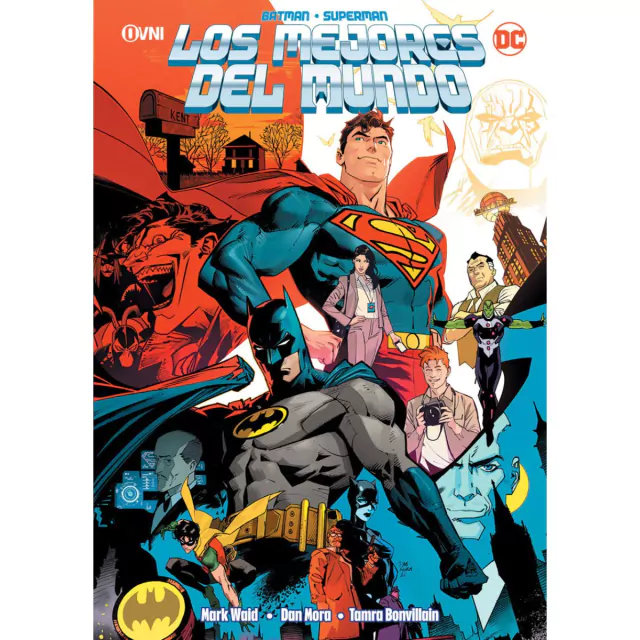 OVNI
BATMAN • SUPERMAN
LOS MEJORES
DEL MUNDO
DC
KENT
Mark Waid • Dan Mora • Tamra Bonvillain